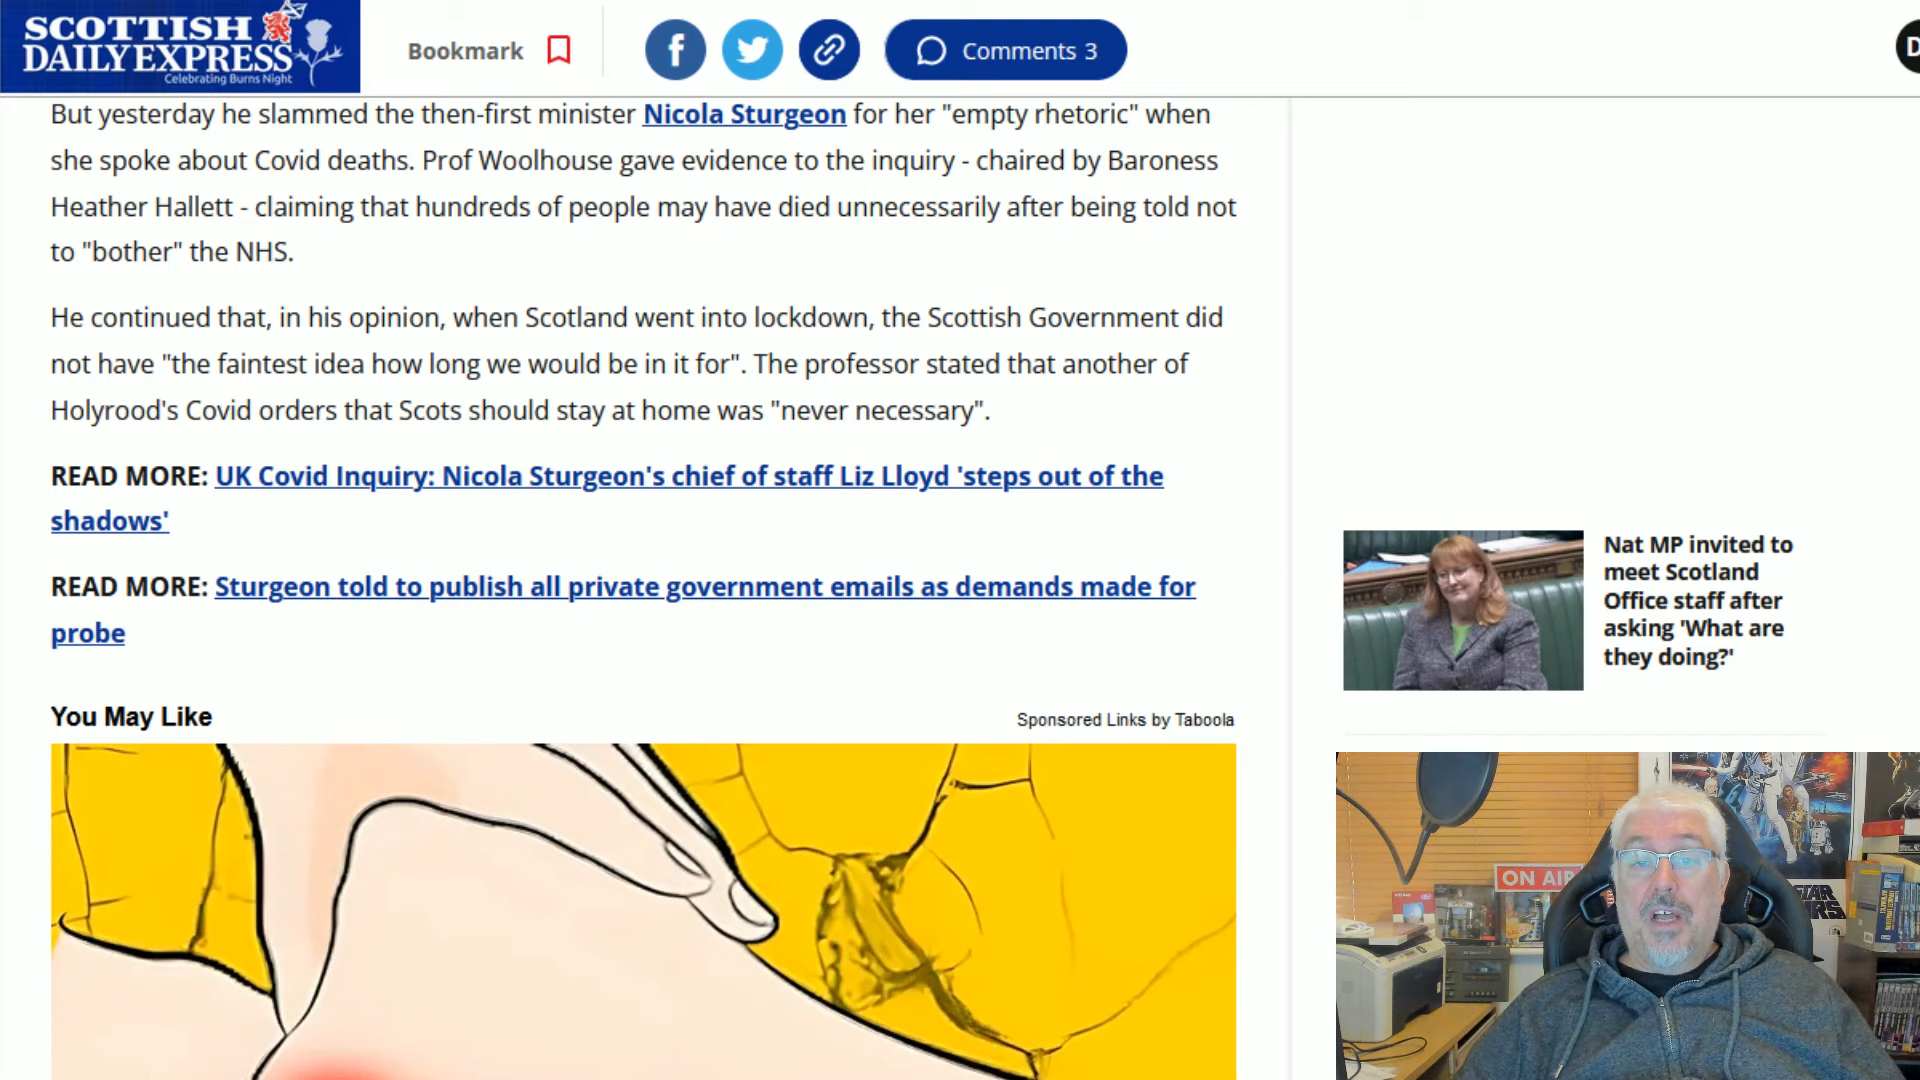 SCOTTISH
DAILY EXPRESS
Celebrating Burns Night
Bookmark
Comments 3
But yesterday he slammed the then-first minister Nicola Sturgeon for her "empty rhetoric" when
she spoke about Covid deaths. Prof Woolhouse gave evidence to the inquiry - chaired by Baroness
Heather Hallett - claiming that hundreds of people may have died unnecessarily after being told not
to "bother" the NHS.
He continued that, in his opinion, when Scotland went into lockdown, the Scottish Government did
not have "the faintest idea how long we would be in it for". The professor stated that another of
Holyrood's Covid orders that Scots should stay at home was "never necessary".
READ MORE: UK Covid Inquiry: Nicola Sturgeon's chief of staff Liz Lloyd 'steps out of the
shadows'
READ MORE: Sturgeon told to publish all private government emails as demands made for
probe
You May Like
Sponsored Links by Taboola
Nat MP invited to
meet Scotland
Office staff after
asking 'What are
they doing?'
ON AIR
STAR
WARS